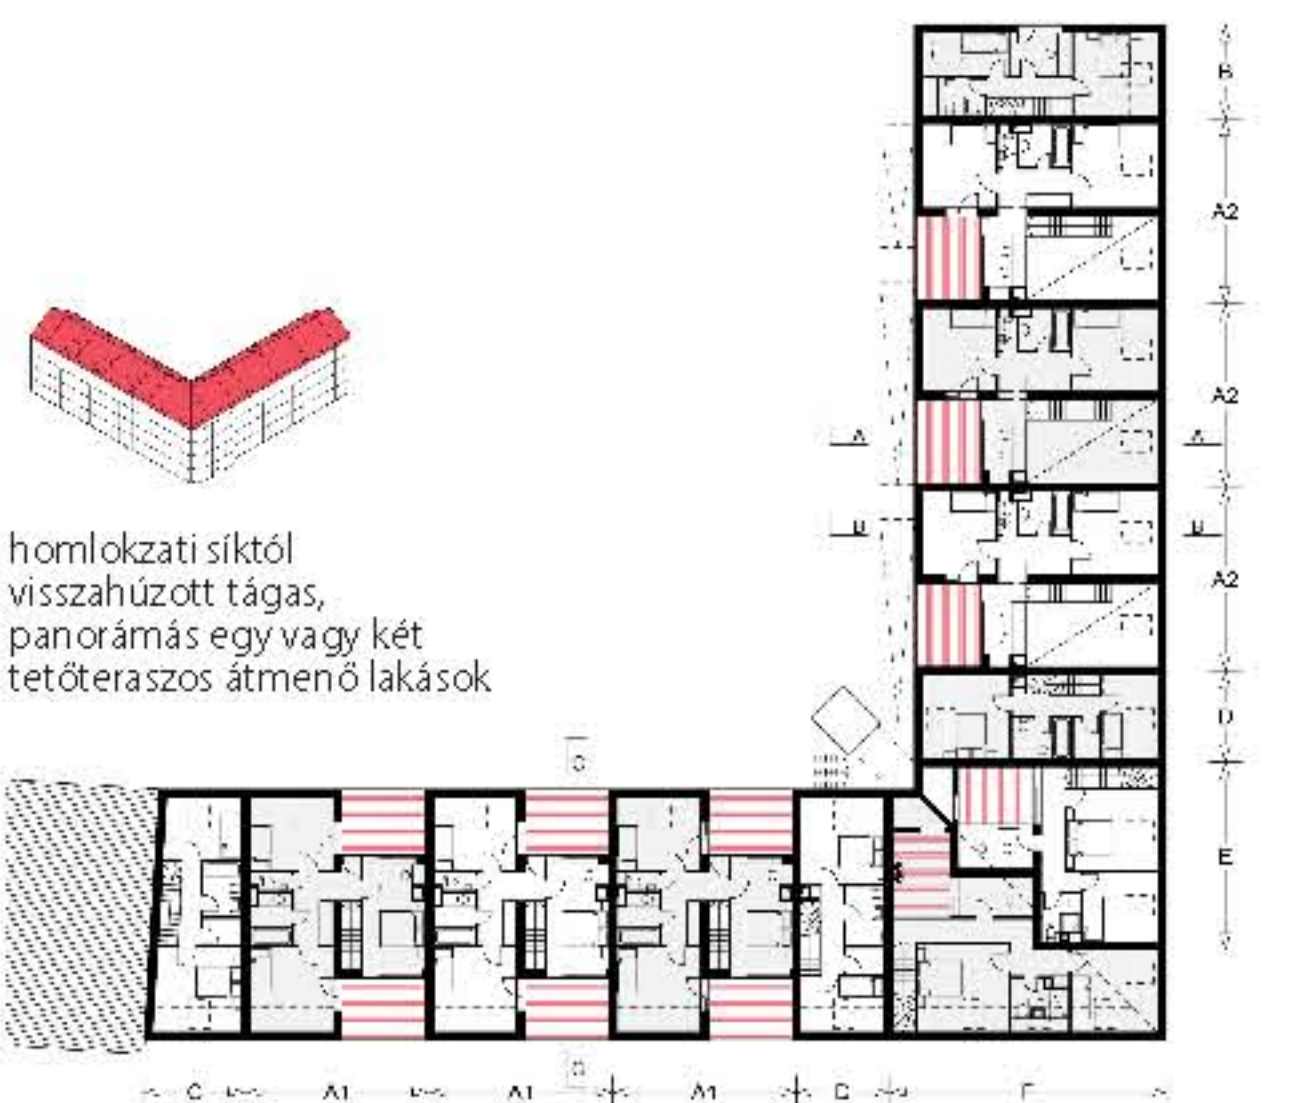 B
A2
A2
A A
B B
A2
D
E
homlokzati síktól
visszahúzott tágas,
panorámás egy vagy két
tetőteraszos átmenő lakások
C A1 A1 A1